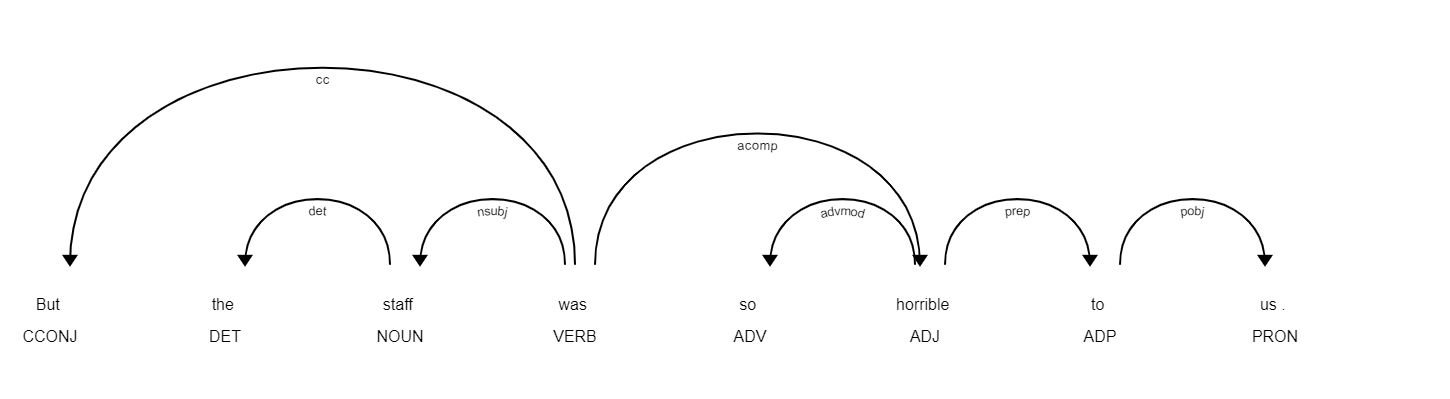 cc
acomp
det nsubj advmod prep pobj
But the staff was so horrible to us .
CCONJ DET NOUN VERB ADV ADJ ADP PRON